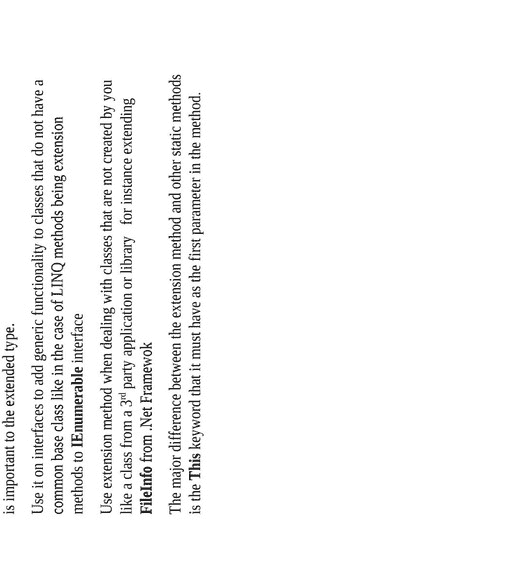 is important to the extended type.
Use it on interfaces to add generic functionality to classes that do not have a
common base class like in the case of LINQ methods being extension
methods to IEnumerable interface
Use extension method when dealing with classes that are not created by you
like a class from a 3rd party application or library   for instance extending
FileInfo from .Net Framewok
The major difference between the extension method and other static methods
is the This keyword that it must have as the first parameter in the method.